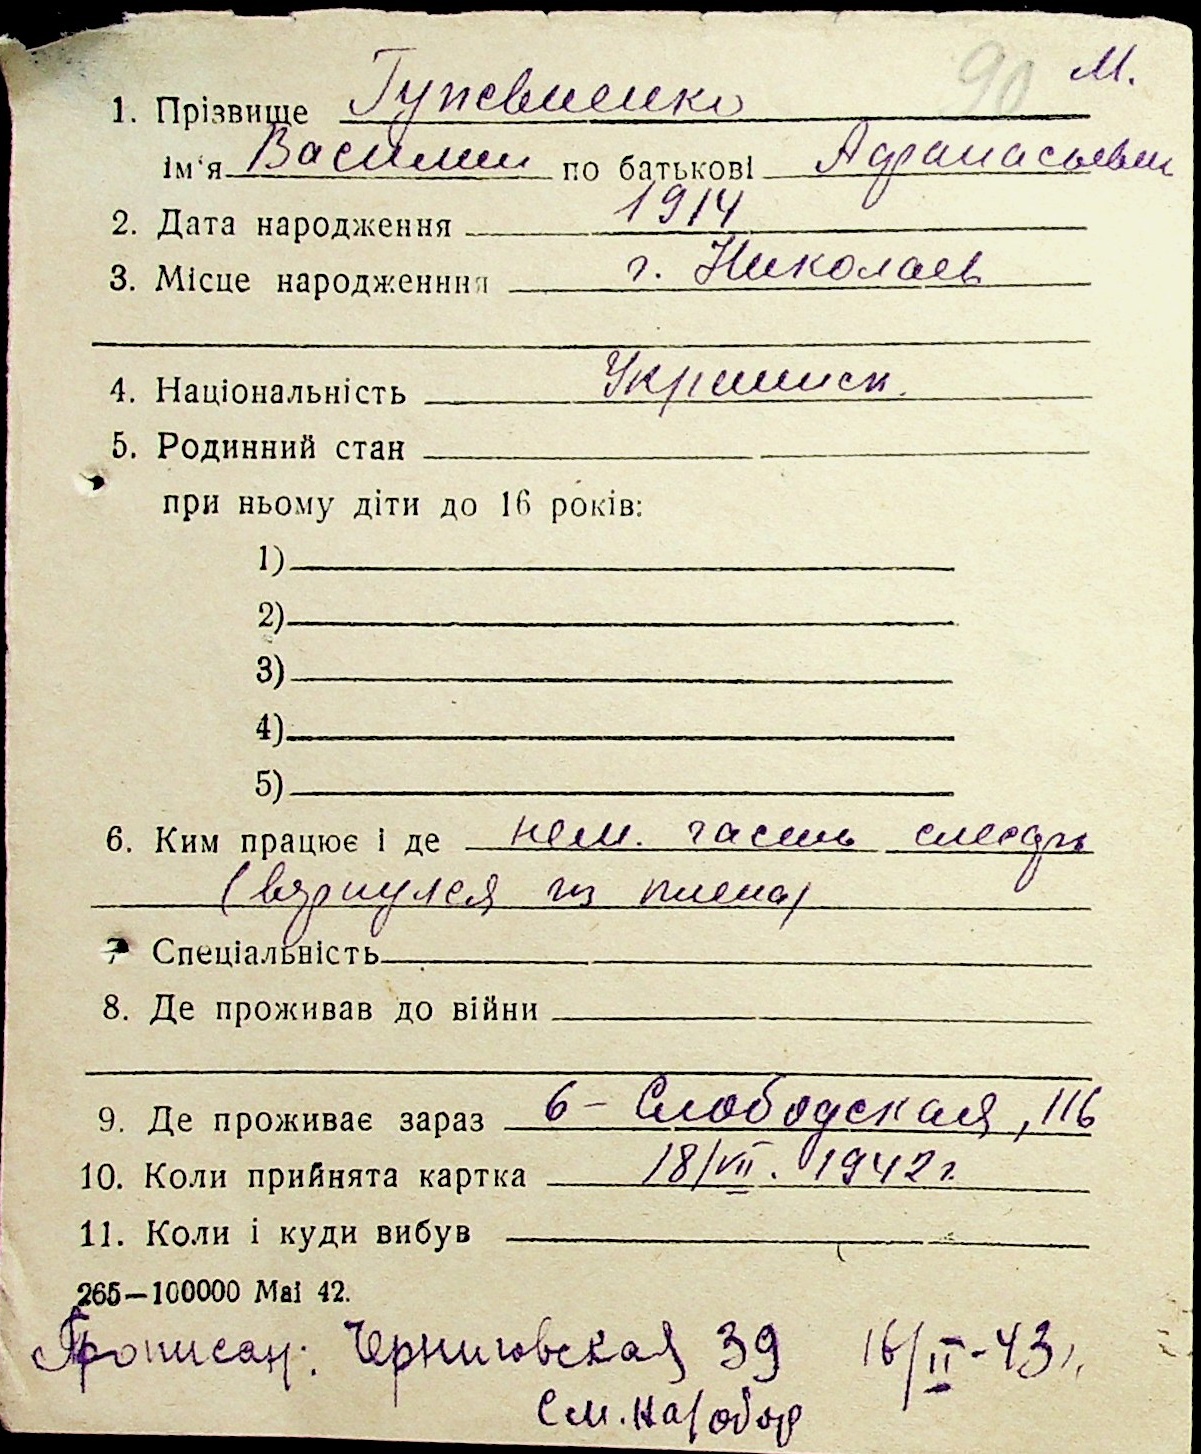 90 М.
1. Прізвище
ім'я Василий по батькові Афанасьевич
2. Дата народження 1914
3. Місце народженння г. Николаев
4. Національність Украинск.
5. Родинний стан
при ньому діти до 16 років:
1)
2)
3)
4)
5)
6. Ким працює і де нем. часть слесарь
(вернулся из плена)
7 Спеціальність
8. Де проживав до війни
9. Де проживає зараз 6 – Слободская, 116
10. Коли прийнята картка 18/VII. 1942 г.
11. Коли і куди вибув
265—100000 Mai 42.
Прописан: Черниговская 39 16/II-43 г.
См. на обор